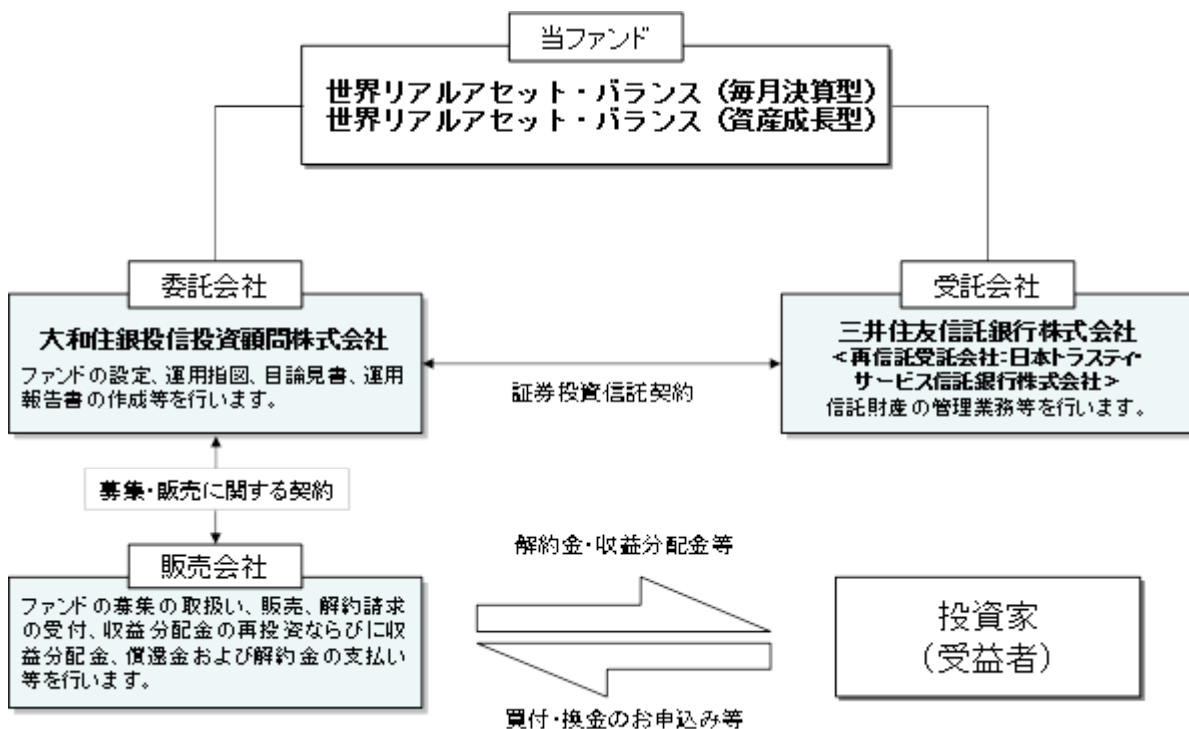 当ファンド
世界リアルアセット・バランス（毎月決算型）
世界リアルアセット・バランス（資産成長型）
委託会社
大和住銀投信投資顧問株式会社
ファンドの設定、運用指図、目論見書、運用
報告書の作成等を行います。
証券投資信託契約
受託会社
三井住友信託銀行株式会社
＜再信託受託会社：日本トラスティ・
サービス信託銀行株式会社＞
信託財産の管理業務等を行います。
募集・販売に関する契約
販売会社
ファンドの募集の取扱い、販売、解約請求
の受付、収益分配金の再投資ならびに収
益分配金、償還金および解約金の支払い
等を行います。
解約金・収益分配金等
買付・換金のお申込み等
投資家
（受益者）